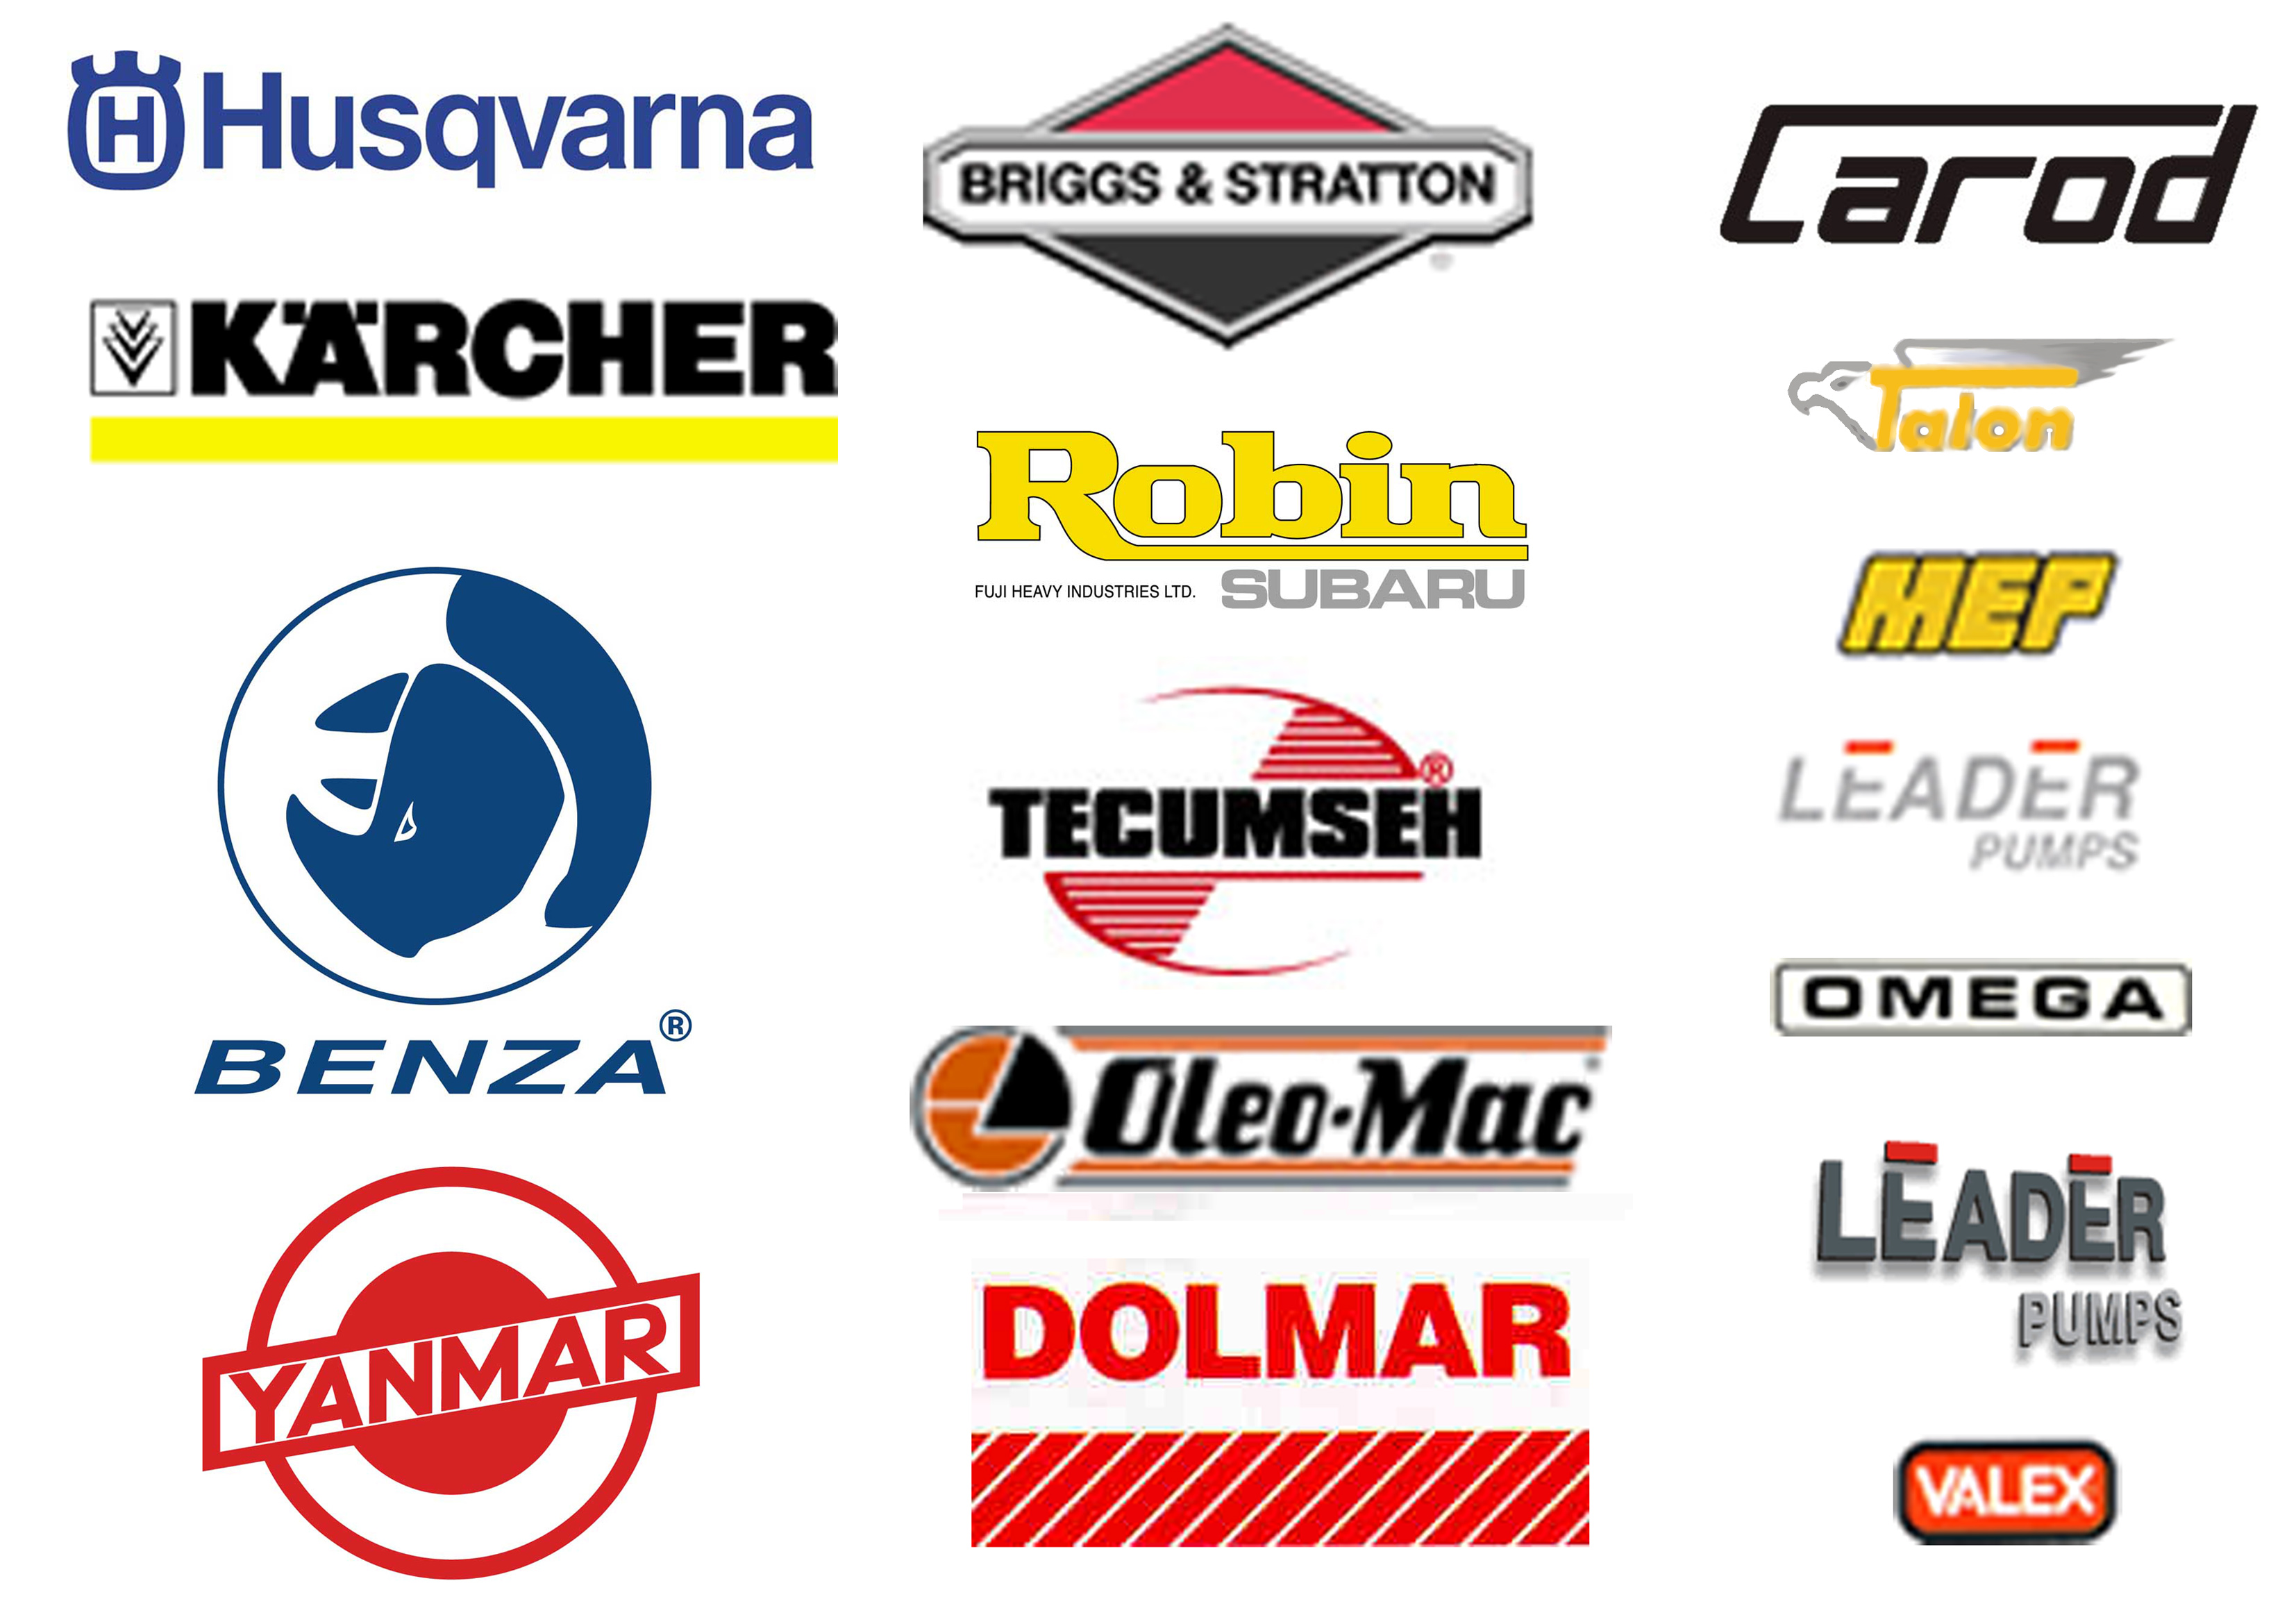 H Husqvarna
KÄRCHER
BENZA®
YANMAR
BRIGGS & STRATTON
Robin
FUJI HEAVY INDUSTRIES LTD. SUBARU
TECUMSEH®
Oleo-Mac
DOLMAR
Carod
Talon
MEP
LEADER
PUMPS
OMEGA
LEADER
PUMPS
VALEX